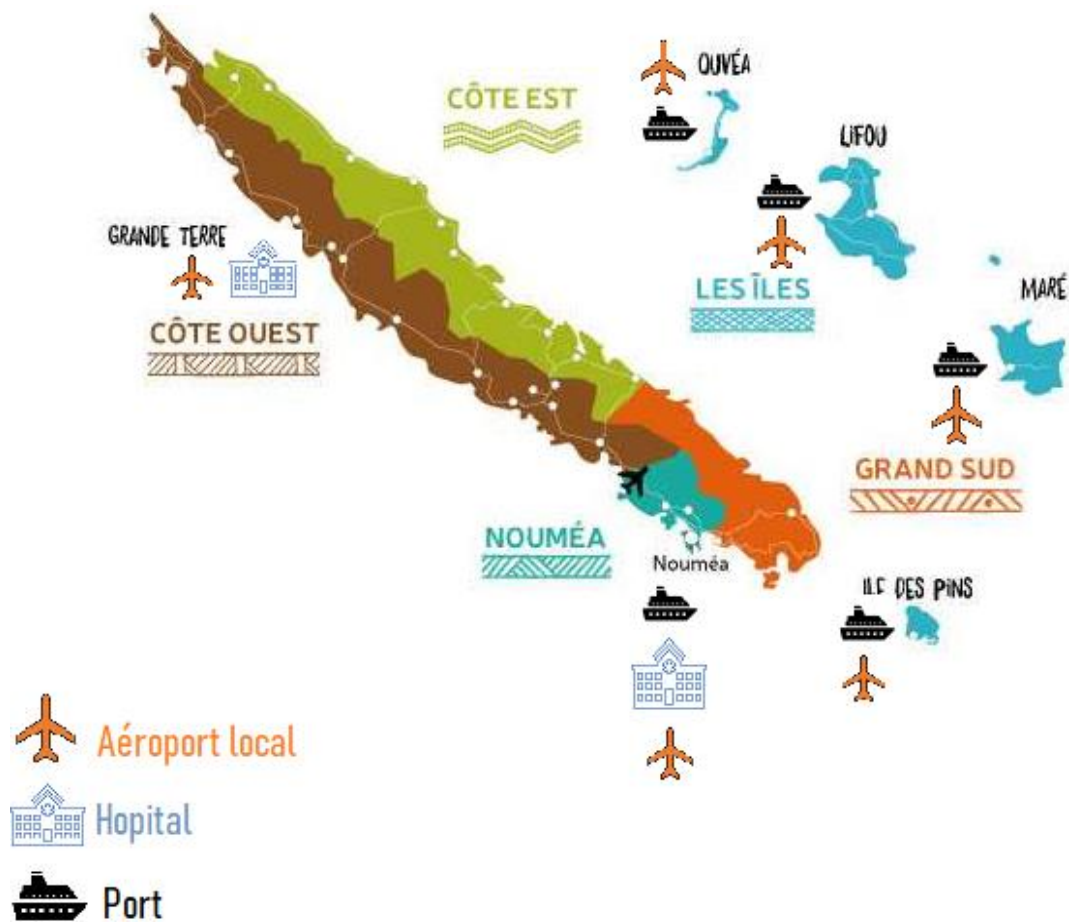 OUVÉA
CÔTE EST
LIFOU
GRANDE TERRE
LES ÎLES
MARÉ
CÔTE OUEST
GRAND SUD
NOUMÉA
Nouméa
ILE DES PINS
Aéroport local
Hopital
Port